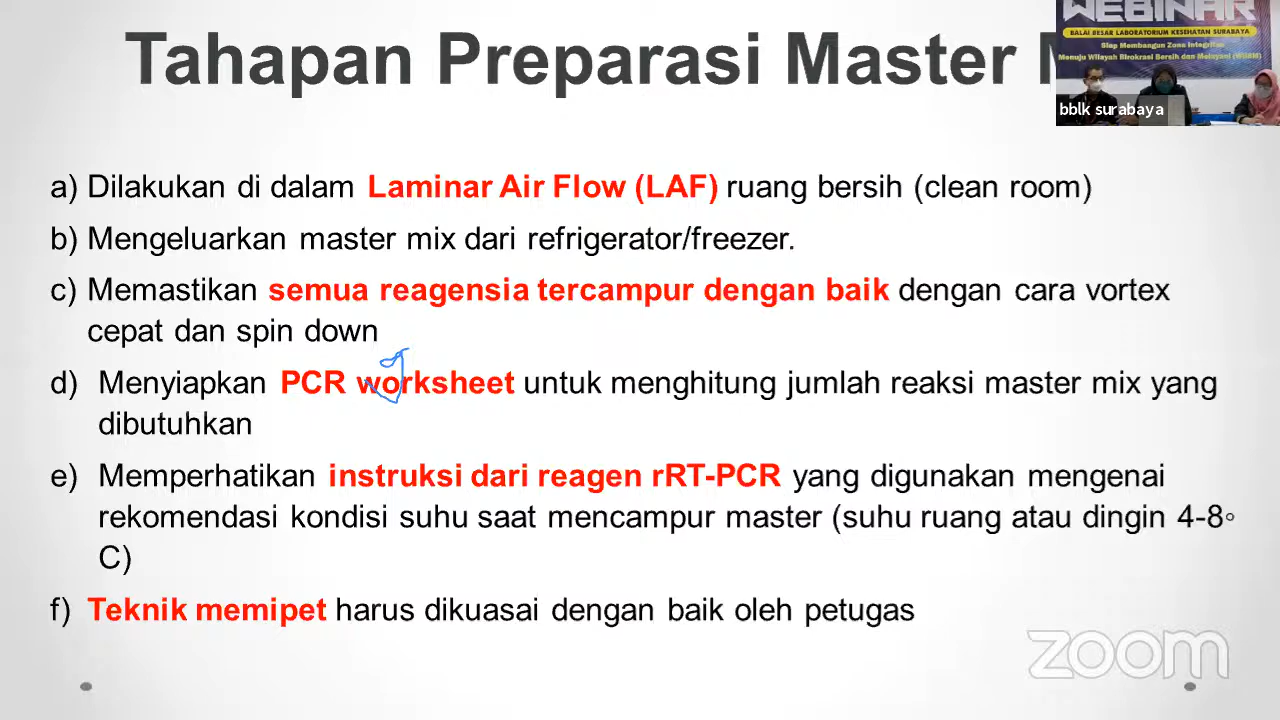 Tahapan Preparasi Master
WEBINAR
BALAI BESAR LABORATORIUM KESEHATAN SURABAYA
Siap Membangun Zona Integritas
Menuju Wilayah Birokrasi Bersih dan Melayani (WBBM)
bblk surabaya
a) Dilakukan di dalam Laminar Air Flow (LAF) ruang bersih (clean room)
b) Mengeluarkan master mix dari refrigerator/freezer.
c) Memastikan semua reagensia tercampur dengan baik dengan cara vortex
cepat dan spin down
d) Menyiapkan PCR worksheet untuk menghitung jumlah reaksi master mix yang
dibutuhkan
e) Memperhatikan instruksi dari reagen rRT-PCR yang digunakan mengenai
rekomendasi kondisi suhu saat mencampur master (suhu ruang atau dingin 4-8°
C)
f) Teknik memipet harus dikuasai dengan baik oleh petugas
zoom